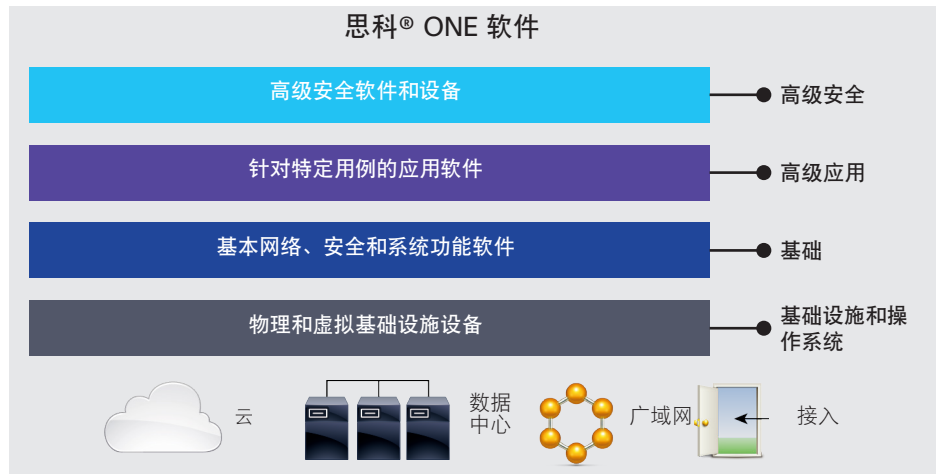 思科® ONE 软件
高级安全软件和设备
高级安全
针对特定用例的应用软件
高级应用
基本网络、安全和系统功能软件
基础
物理和虚拟基础设施设备
基础设施和操
作系统
云
数据
中心
广域网
接入